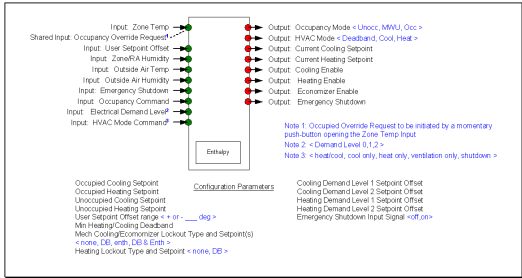 Input: Zone Temp
Shared Input: Occupancy Override Request¹
Input: User Setpoint Offset
Input: Zone/RA Humidity
Input: Outside Air Temp
Input: Outside Air Humidity
Input: Emergency Shutdown
Input: Occupancy Command
Input: Electrical Demand Level²
Input: HVAC Mode Command³
Enthalpy
Output: Occupancy Mode < Unocc, MWU, Occ >
Output: HVAC Mode < Deadband, Cool, Heat >
Output: Current Cooling Setpoint
Output: Current Heating Setpoint
Output: Cooling Enable
Output: Heating Enable
Output: Economizer Enable
Output: Emergency Shutdown
Note 1: Occupied Override Request to be initiated by a momentary
push-button opening the Zone Temp Input
Note 2: < Demand Level 0,1,2 >
Note 3: < heat/cool, cool only, heat only, ventilation only, shutdown >
Configuration Parameters
Occupied Cooling Setpoint
Occupied Heating Setpoint
Unoccupied Cooling Setpoint
Unoccupied Heating Setpoint
User Setpoint Offset range < + or - ___ deg >
Min Heating/Cooling Deadband
Mech Cooling/Economizer Lockout Type and Setpoint(s)
< none, DB, enth, DB & Enth >
Heating Lockout Type and Setpoint < none, DB >
Cooling Demand Level 1 Setpoint Offset
Cooling Demand Level 2 Setpoint Offset
Heating Demand Level 1 Setpoint Offset
Heating Demand Level 2 Setpoint Offset
Emergency Shutdown Input Signal <off,on>